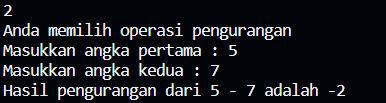 2
Anda memilih operasi pengurangan
Masukkan angka pertama : 5
Masukkan angka kedua : 7
Hasil pengurangan dari 5 - 7 adalah -2